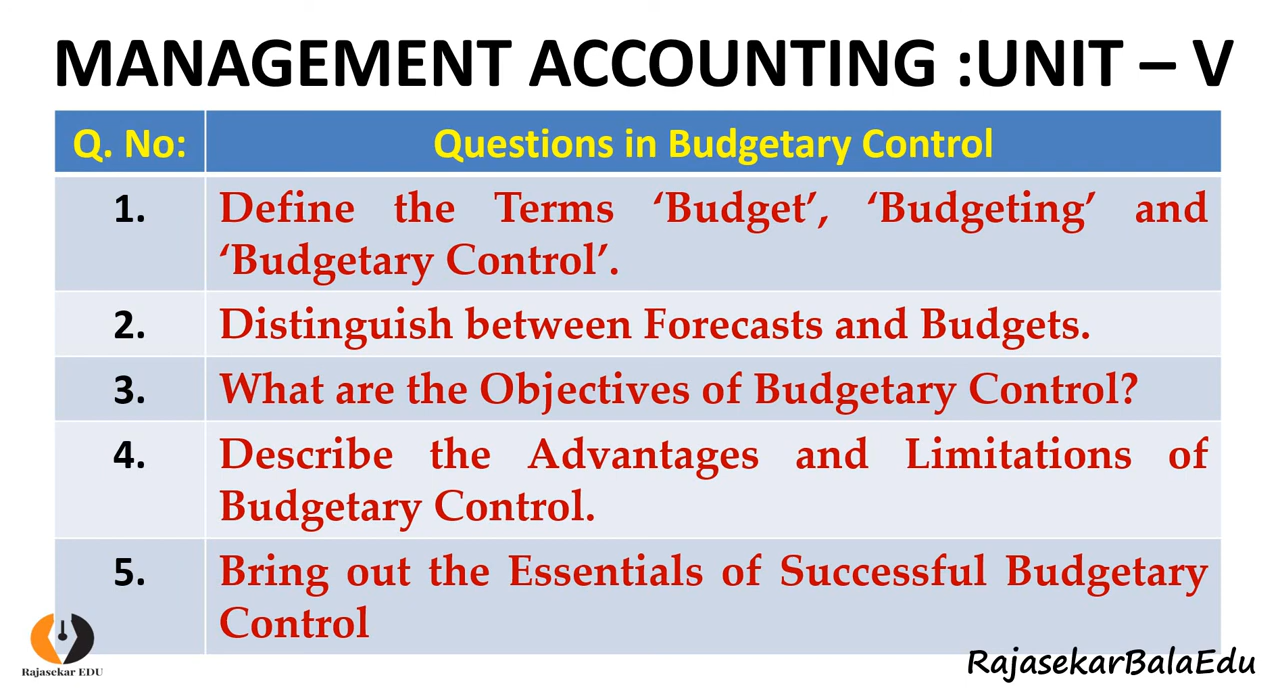 MANAGEMENT ACCOUNTING :UNIT – V
Q. No:
Questions in Budgetary Control
1.
Define the Terms ‘Budget’, ‘Budgeting’ and
‘Budgetary Control’.
2.
Distinguish between Forecasts and Budgets.
3.
What are the Objectives of Budgetary Control?
4.
Describe the Advantages and Limitations of
Budgetary Control.
5.
Bring out the Essentials of Successful Budgetary
Control
Rajasekar EDU
RajasekarBalaEdu